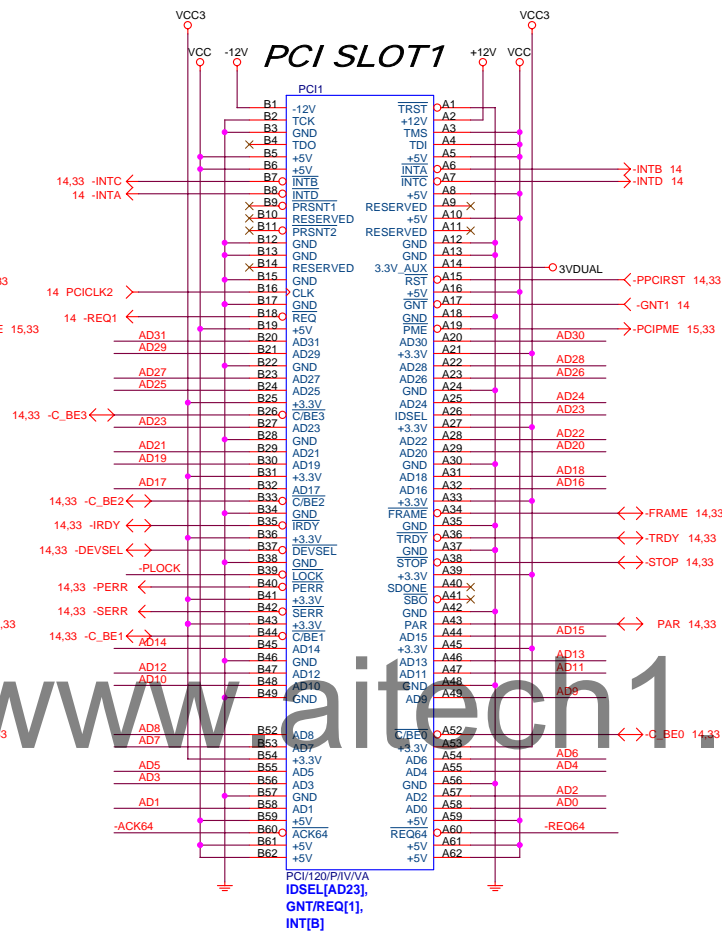 VCC3
VCC3
VCC -12V PCI SLOT1 +12V VCC
PCI1
B1 -12V TRST A1
B2 TCK +12V A2
B3 GND TMS A3
B4 TDO TDI A4
B5 +5V +5V A5
B6 +5V INTA A6 -INTB 14
14,33 -INTC B7 INTB INTC A7 -INTD 14
14 -INTA B8 INTD +5V A8
B9 PRSNT1 RESERVED A9
B10 RESERVED +5V A10
B11 PRSNT2 RESERVED A11
B12 GND GND A12
B13 GND GND A13
B14 RESERVED 3.3V_AUX A14 3VDUAL
B15 GND RST A15 -PPCIRST 14,33
14 PCICLK2 B16 CLK +5V A16
B17 GND GNT A17 -GNT1 14
14 -REQ1 B18 REQ GND A18
E 15,33 B19 +5V PME A19 -PCIPME 15,33
AD31 B20 AD31 AD30 A20 AD30
AD29 B21 AD29 +3.3V A21
B22 GND AD28 A22 AD28
AD27 B23 AD27 AD26 A23 AD26
AD25 B24 AD25 GND A24
B25 +3.3V AD24 A25 AD24
14,33 -C_BE3 B26 C/BE3 IDSEL A26 AD23
AD23 B27 AD23 +3.3V A27
B28 GND AD22 A28 AD22
AD21 B29 AD21 AD20 A29 AD20
AD19 B30 AD19 GND A30
B31 +3.3V AD18 A31 AD18
AD17 B32 AD17 AD16 A32 AD16
14,33 -C_BE2 B33 C/BE2 +3.3V A33
B34 GND FRAME A34 -FRAME 14,33
14,33 -IRDY B35 IRDY GND A35
B36 +3.3V TRDY A36 -TRDY 14,33
14,33 -DEVSEL B37 DEVSEL GND A37
B38 GND STOP A38 -STOP 14,33
-PLOCK B39 LOCK +3.3V A39
14,33 -PERR B40 PERR SDONE A40
B41 +3.3V SBO A41
14,33 -SERR B42 SERR GND A42
,33 B43 +3.3V PAR A43 PAR 14,33
14,33 -C_BE1 B44 C/BE1 AD15 A44 AD15
AD14 B45 AD14 +3.3V A45
B46 GND AD13 A46 AD13
AD12 B47 AD12 AD11 A47 AD11
AD10 B48 AD10 GND A48
B49 GND AD9 A49 AD9
www aitech1.
AD8 B52 AD8 C/BE0 A52 -C_BE0 14,33
AD7 B53 AD7 +3.3V A53
B54 +3.3V AD6 A54 AD6
AD5 B55 AD5 AD4 A55 AD4
AD3 B56 AD3 GND A56
B57 GND AD2 A57 AD2
AD1 B58 AD1 AD0 A58 AD0
B59 +5V +5V A59
-ACK64 B60 ACK64 REQ64 A60 -REQ64
B61 +5V +5V A61
B62 +5V +5V A62
PCI/120/P/IV/VA
IDSEL[AD23],
GNT/REQ[1],
INT[B]